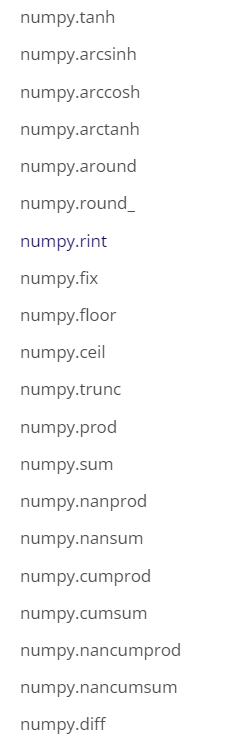 numpy.tanh
numpy.arcsinh
numpy.arccosh
numpy.arctanh
numpy.around
numpy.round_
numpy.rint
numpy.fix
numpy.floor
numpy.ceil
numpy.trunc
numpy.prod
numpy.sum
numpy.nanprod
numpy.nansum
numpy.cumprod
numpy.cumsum
numpy.nancumprod
numpy.nancumsum
numpy.diff